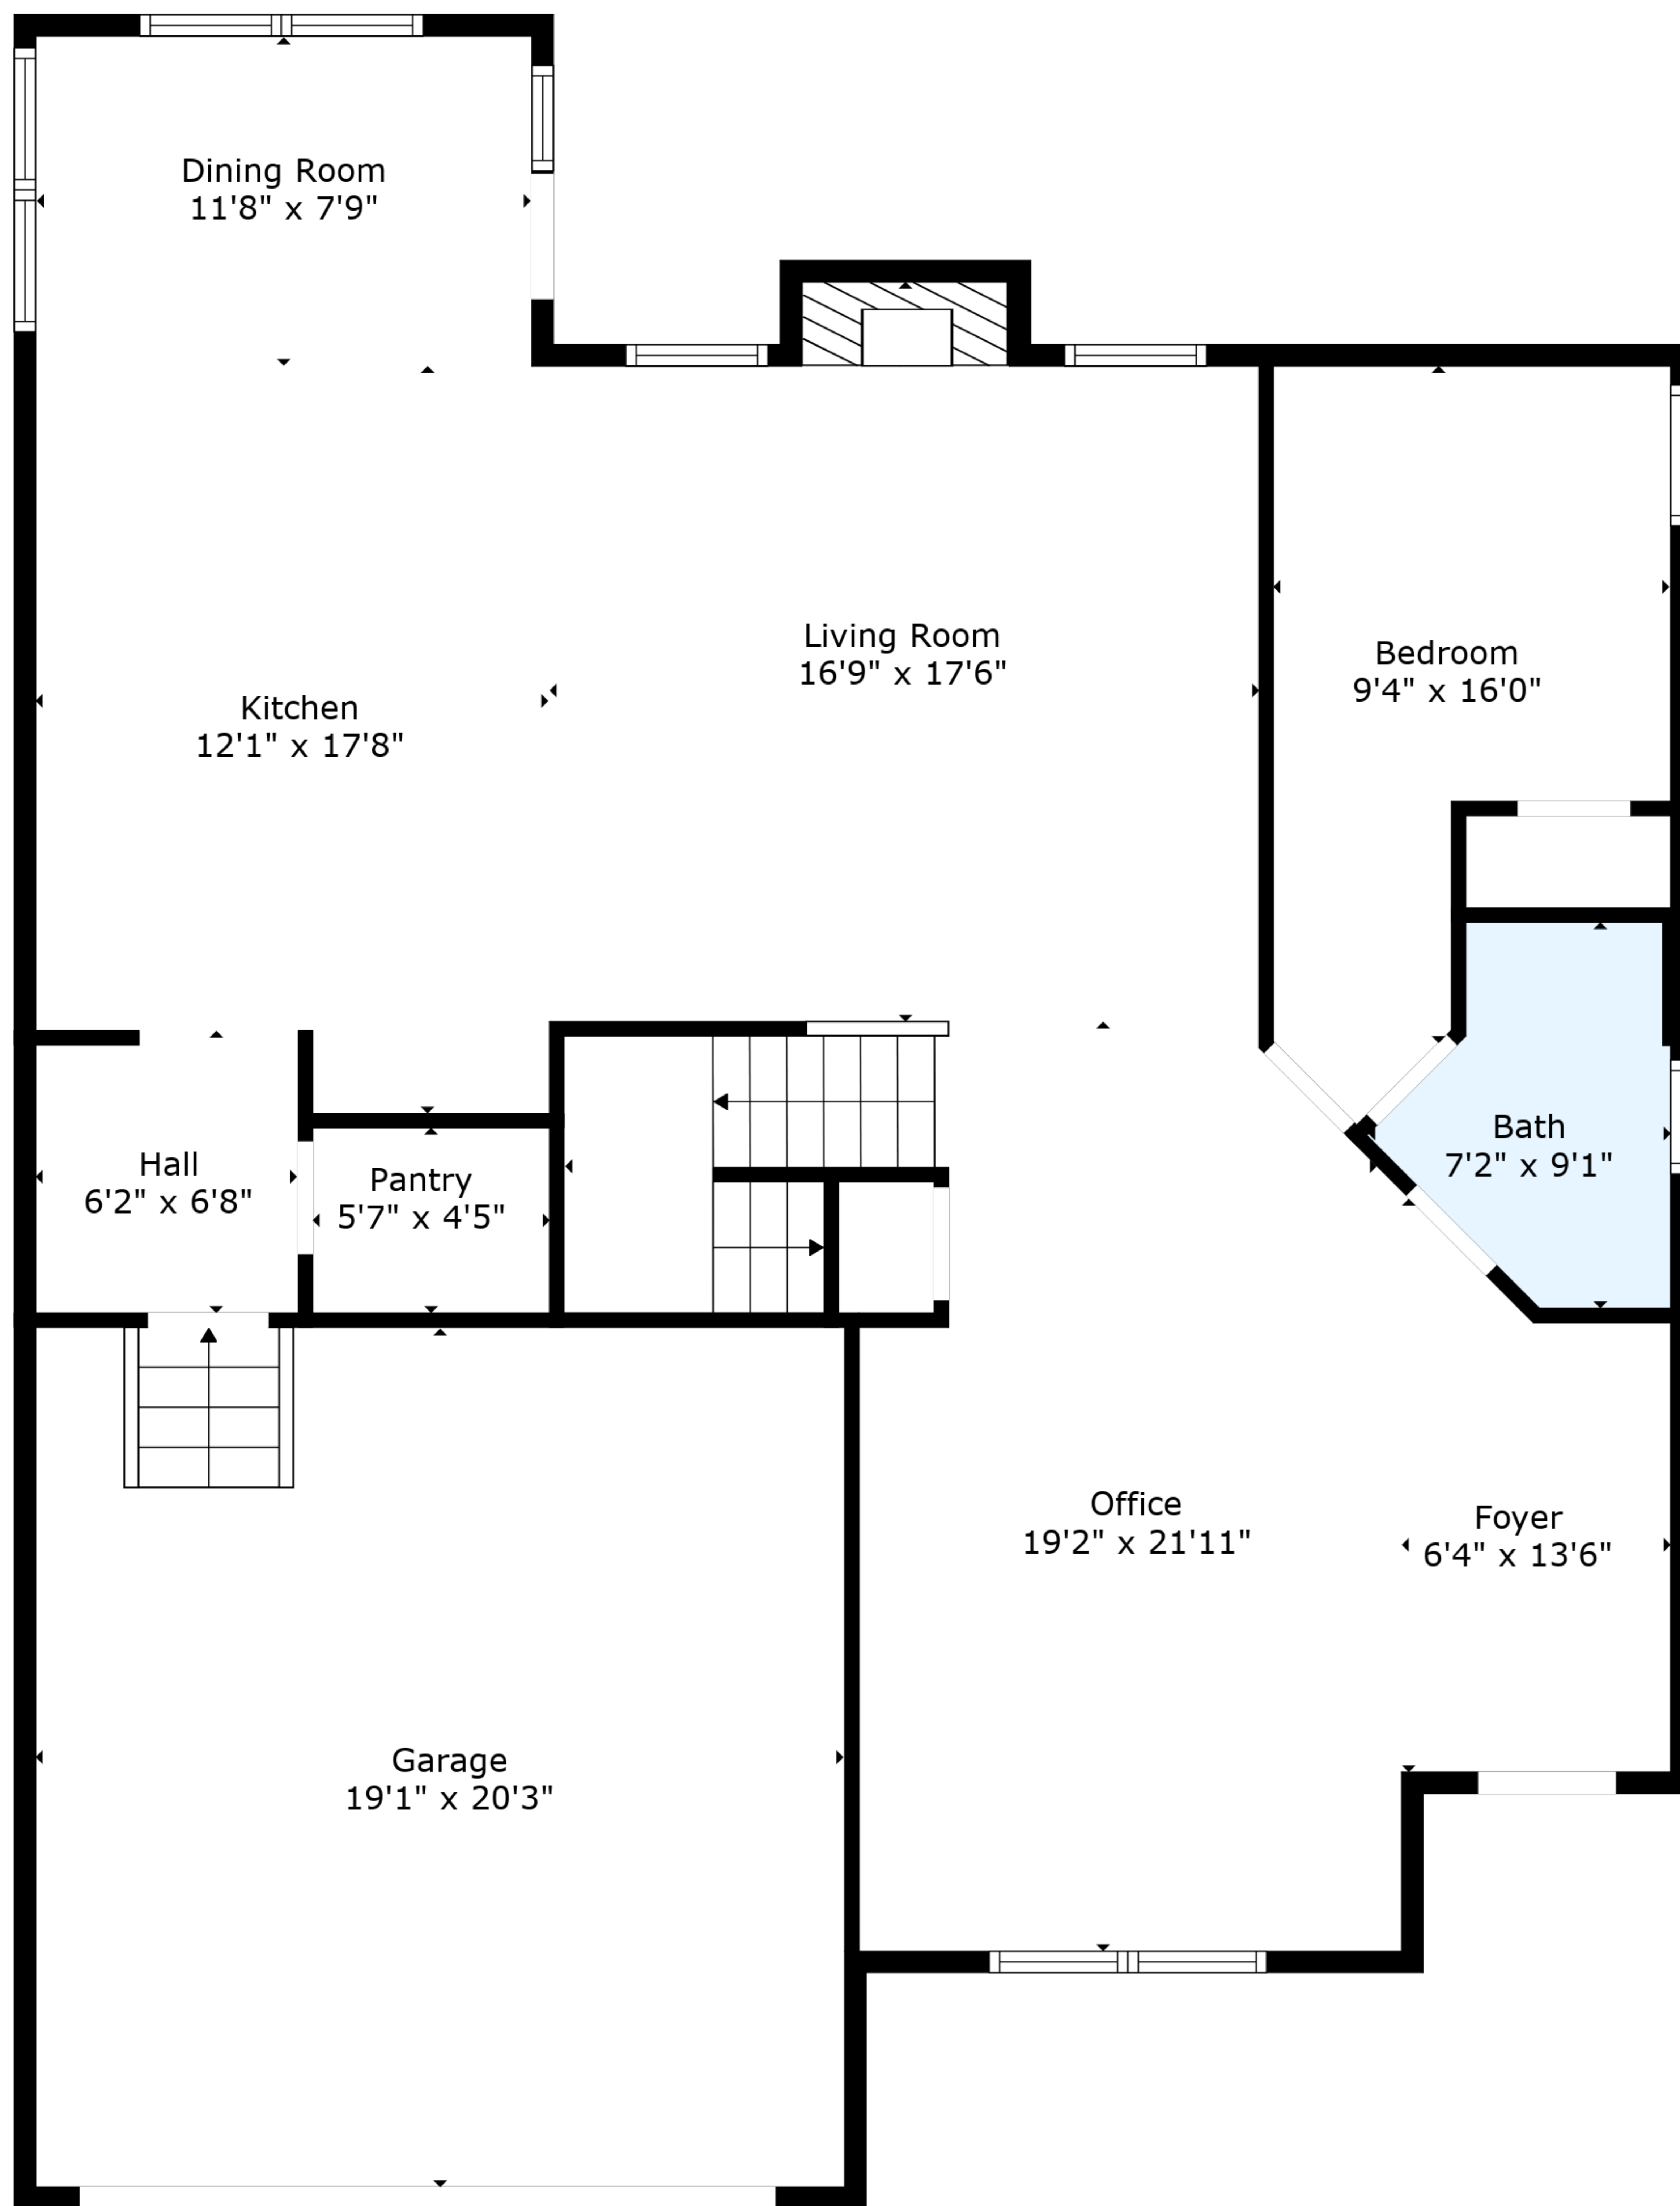 Dining Room
11'8" x 7'9"
Living Room
16'9" x 17'6"
Bedroom
9'4" x 16'0"
Kitchen
12'1" x 17'8"
Bath
7'2" x 9'1"
Hall
6'2" x 6'8"
Pantry
5'7" x 4'5"
Office
19'2" x 21'11"
Foyer
6'4" x 13'6"
Garage
19'1" x 20'3"